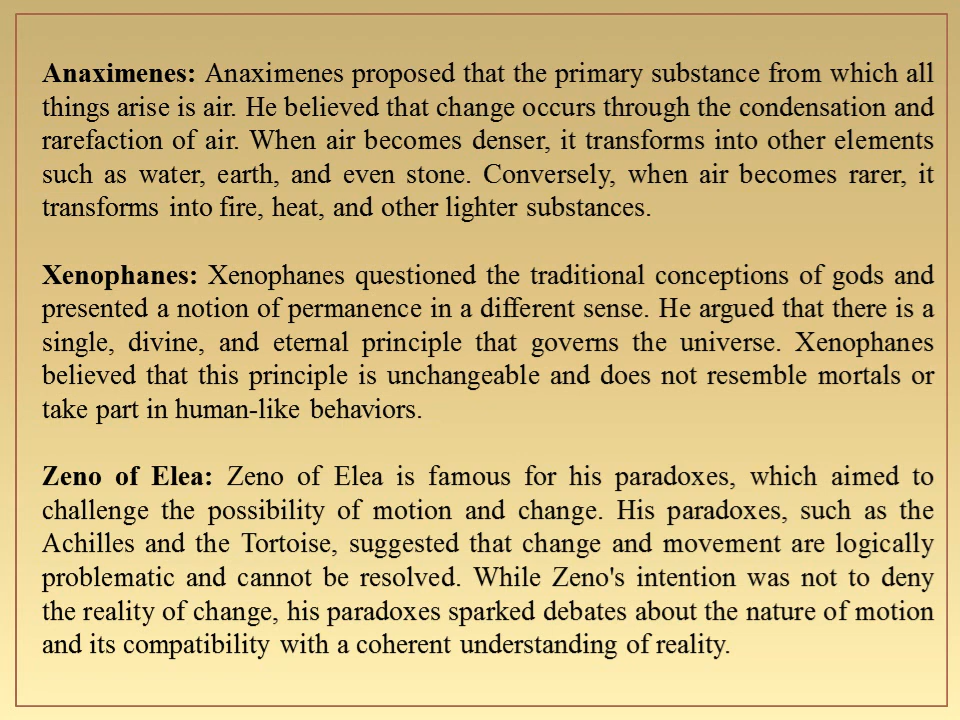 Anaximenes: Anaximenes proposed that the primary substance from which all
things arise is air. He believed that change occurs through the condensation and
rarefaction of air. When air becomes denser, it transforms into other elements
such as water, earth, and even stone. Conversely, when air becomes rarer, it
transforms into fire, heat, and other lighter substances.
Xenophanes: Xenophanes questioned the traditional conceptions of gods and
presented a notion of permanence in a different sense. He argued that there is a
single, divine, and eternal principle that governs the universe. Xenophanes
believed that this principle is unchangeable and does not resemble mortals or
take part in human-like behaviors.
Zeno of Elea: Zeno of Elea is famous for his paradoxes, which aimed to
challenge the possibility of motion and change. His paradoxes, such as the
Achilles and the Tortoise, suggested that change and movement are logically
problematic and cannot be resolved. While Zeno's intention was not to deny
the reality of change, his paradoxes sparked debates about the nature of motion
and its compatibility with a coherent understanding of reality.